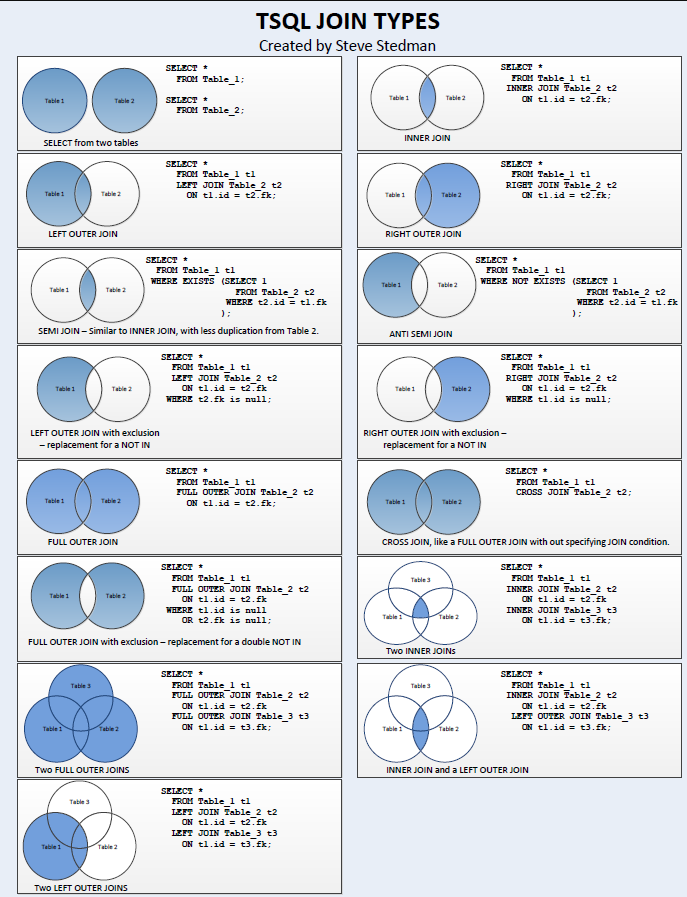 TSQL JOIN TYPES
Created by Steve Stedman
Table 1
Table 2
SELECT *
FROM Table_1;
SELECT *
FROM Table_2;
SELECT from two tables
Table 1
Table 2
SELECT *
FROM Table_1 t1
INNER JOIN Table_2 t2
ON t1.id = t2.fk;
INNER JOIN
Table 1
Table 2
SELECT *
FROM Table_1 t1
LEFT JOIN Table_2 t2
ON t1.id = t2.fk;
LEFT OUTER JOIN
Table 1
Table 2
SELECT *
FROM Table_1 t1
RIGHT JOIN Table_2 t2
ON t1.id = t2.fk;
RIGHT OUTER JOIN
Table 1
Table 2
SELECT *
FROM Table_1 t1
WHERE EXISTS (SELECT 1
FROM Table_2 t2
WHERE t2.id = t1.fk
);
SEMI JOIN – Similar to INNER JOIN, with less duplication from Table 2.
Table 1
Table 2
SELECT *
FROM Table_1 t1
WHERE NOT EXISTS (SELECT 1
FROM Table_2 t2
WHERE t2.id = t1.fk
);
ANTI SEMI JOIN
Table 1
Table 2
SELECT *
FROM Table_1 t1
LEFT JOIN Table_2 t2
ON t1.id = t2.fk
WHERE t2.fk is null;
LEFT OUTER JOIN with exclusion
– replacement for a NOT IN
Table 1
Table 2
SELECT *
FROM Table_1 t1
RIGHT JOIN Table_2 t2
ON t1.id = t2.fk
WHERE t1.id is null;
RIGHT OUTER JOIN with exclusion –
replacement for a NOT IN
Table 1
Table 2
SELECT *
FROM Table_1 t1
FULL OUTER JOIN Table_2 t2
ON t1.id = t2.fk;
FULL OUTER JOIN
Table 1
Table 2
SELECT *
FROM Table_1 t1
CROSS JOIN Table_2 t2;
CROSS JOIN, like a FULL OUTER JOIN with out specifying JOIN condition.
Table 1
Table 2
SELECT *
FROM Table_1 t1
FULL OUTER JOIN Table_2 t2
ON t1.id = t2.fk
WHERE t1.id is null
OR t2.fk is null;
FULL OUTER JOIN with exclusion – replacement for a double NOT IN
Table 3
Table 1
Table 2
SELECT *
FROM Table_1 t1
INNER JOIN Table_2 t2
ON t1.id = t2.fk
INNER JOIN Table_3 t3
ON t1.id = t3.fk;
Two INNER JOINs
Table 3
Table 1
Table 2
SELECT *
FROM Table_1 t1
FULL OUTER JOIN Table_2 t2
ON t1.id = t2.fk
FULL OUTER JOIN Table_3 t3
ON t1.id = t3.fk;
Two FULL OUTER JOINS
Table 3
Table 1
Table 2
SELECT *
FROM Table_1 t1
INNER JOIN Table_2 t2
ON t1.id = t2.fk
LEFT OUTER JOIN Table_3 t3
ON t1.id = t3.fk;
INNER JOIN and a LEFT OUTER JOIN
Table 3
Table 1
Table 2
SELECT *
FROM Table_1 t1
LEFT JOIN Table_2 t2
ON t1.id = t2.fk
LEFT JOIN Table_3 t3
ON t1.id = t3.fk;
Two LEFT OUTER JOINS